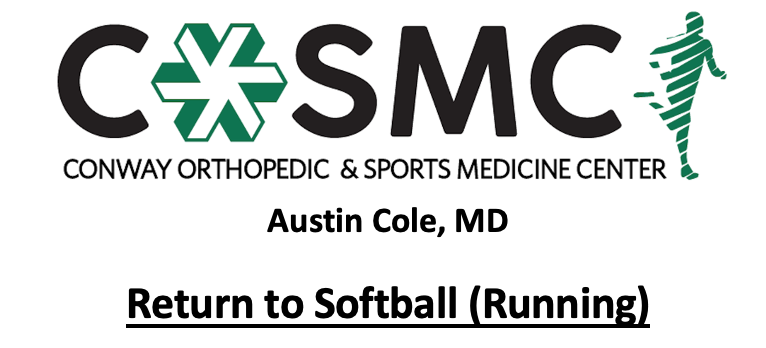 COSMC
CONWAY ORTHOPEDIC & SPORTS MEDICINE CENTER
Austin Cole, MD
Return to Softball (Running)